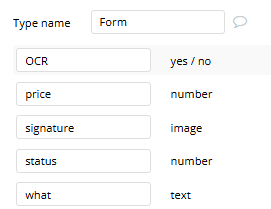 Type name Form
OCR yes / no
price number
signature image
status number
what text